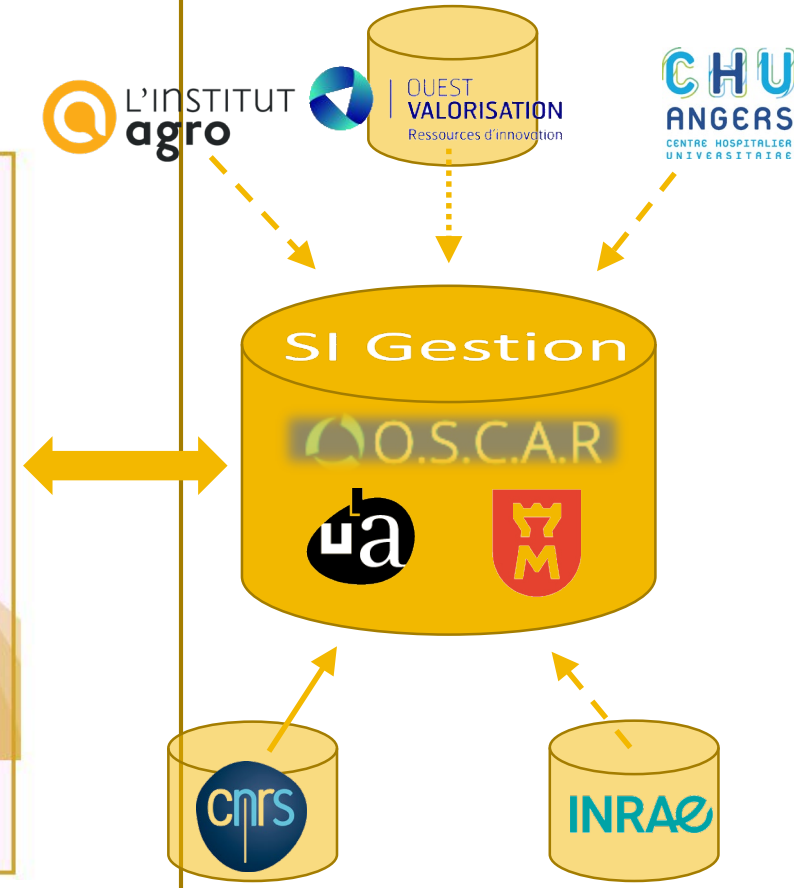 L'INSTITUT
agro
OUEST
VALORISATION
Ressources d'innovation
CHU
ANGERS
CENTRE HOSPITALIER
UNIVERSITAIRE
SI Gestion
O.S.C.A.R
ua
M
cnrs
INRAE